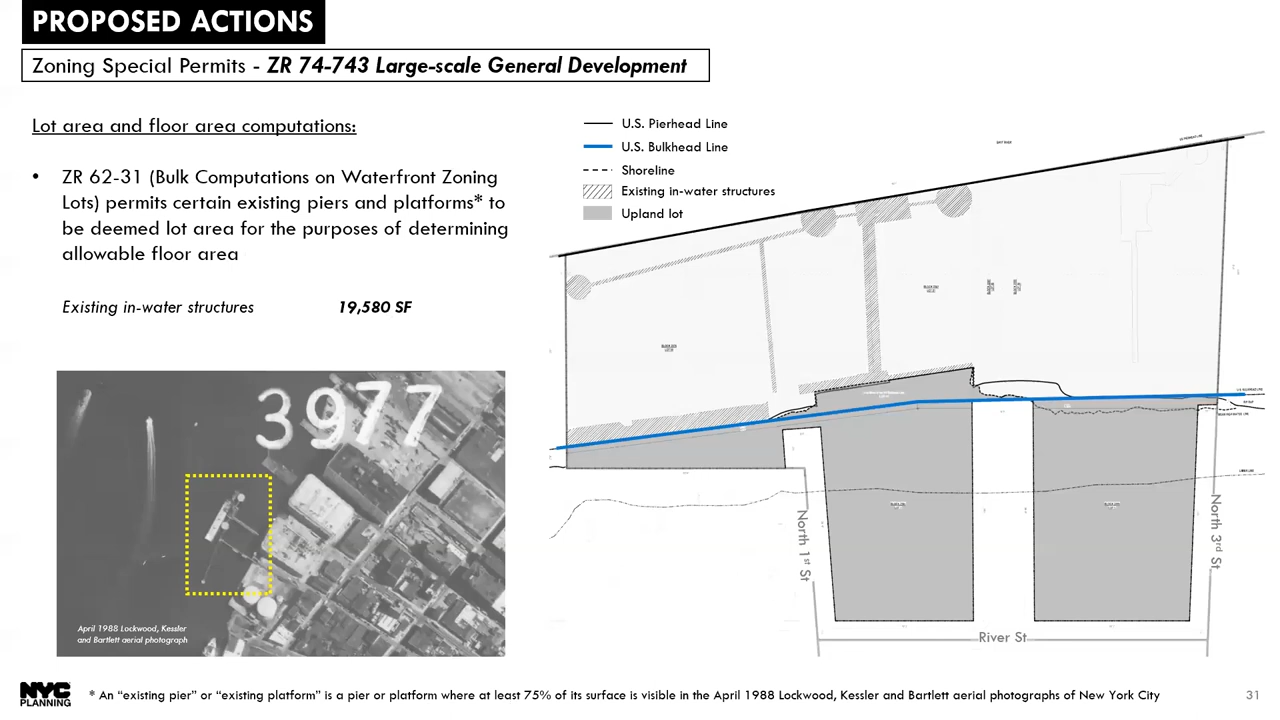 PROPOSED ACTIONS
Zoning Special Permits - ZR 74-743 Large-scale General Development
Lot area and floor area computations:
• ZR 62-31 (Bulk Computations on Waterfront Zoning
Lots) permits certain existing piers and platforms* to
be deemed lot area for the purposes of determining
allowable floor area
Existing in-water structures 19,580 SF
3977
April 1988 Lockwood, Kessler
and Bartlett aerial photograph
U.S. Pierhead Line
U.S. Bulkhead Line
Shoreline
Existing in-water structures
Upland lot
North 1st St
North 3rd St
River St
NYC
PLANNING
* An “existing pier” or “existing platform” is a pier or platform where at least 75% of its surface is visible in the April 1988 Lockwood, Kessler and Bartlett aerial photographs of New York City
31